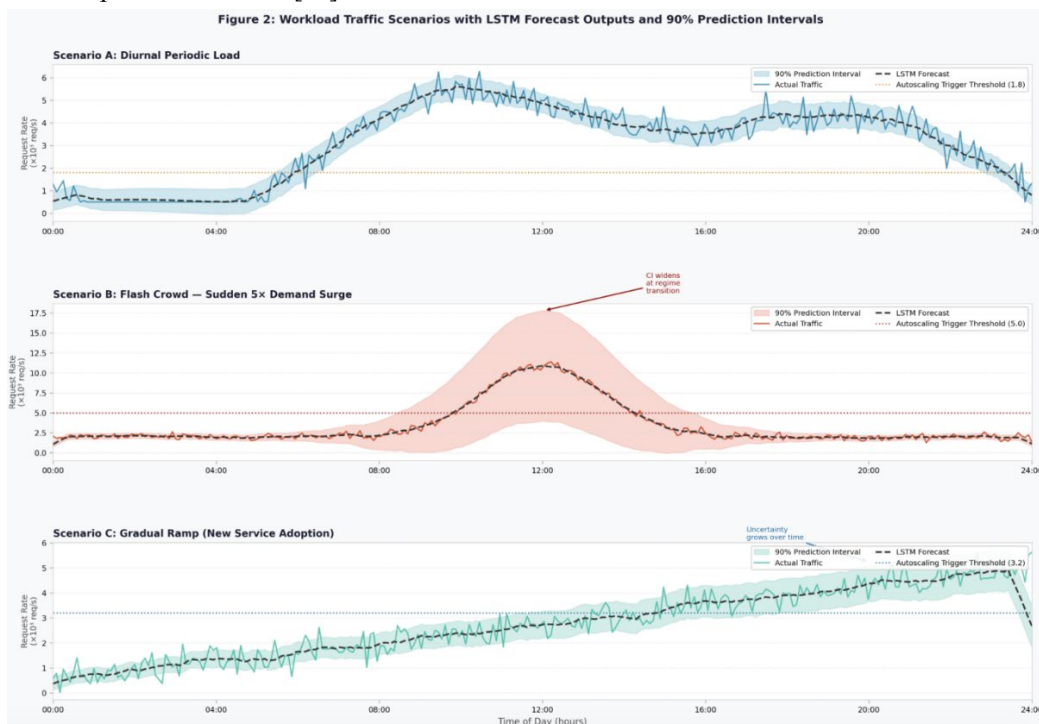 Figure 2: Workload Traffic Scenarios with LSTM Forecast Outputs and 90% Prediction Intervals
Scenario A: Diurnal Periodic Load
90% Prediction Interval
Actual Traffic
LSTM Forecast
Autoscaling Trigger Threshold (1.8)
Request Rate
(×10³ req/s)
6
5
4
3
2
1
0
00:00 04:00 08:00 12:00 16:00 20:00 24:00
CI widens
at regime
transition
Scenario B: Flash Crowd — Sudden 5× Demand Surge
90% Prediction Interval
Actual Traffic
LSTM Forecast
Autoscaling Trigger Threshold (5.0)
Request Rate
(×10³ req/s)
17.5
15.0
12.5
10.0
7.5
5.0
2.5
0.0
00:00 04:00 08:00 12:00 16:00 20:00 24:00
Uncertainty
grows over time
Scenario C: Gradual Ramp (New Service Adoption)
90% Prediction Interval
Actual Traffic
LSTM Forecast
Autoscaling Trigger Threshold (3.2)
Request Rate
(×10³ req/s)
6
5
4
3
2
1
0
00:00 04:00 08:00 12:00 16:00 20:00 24:00
Time of Day (hours)